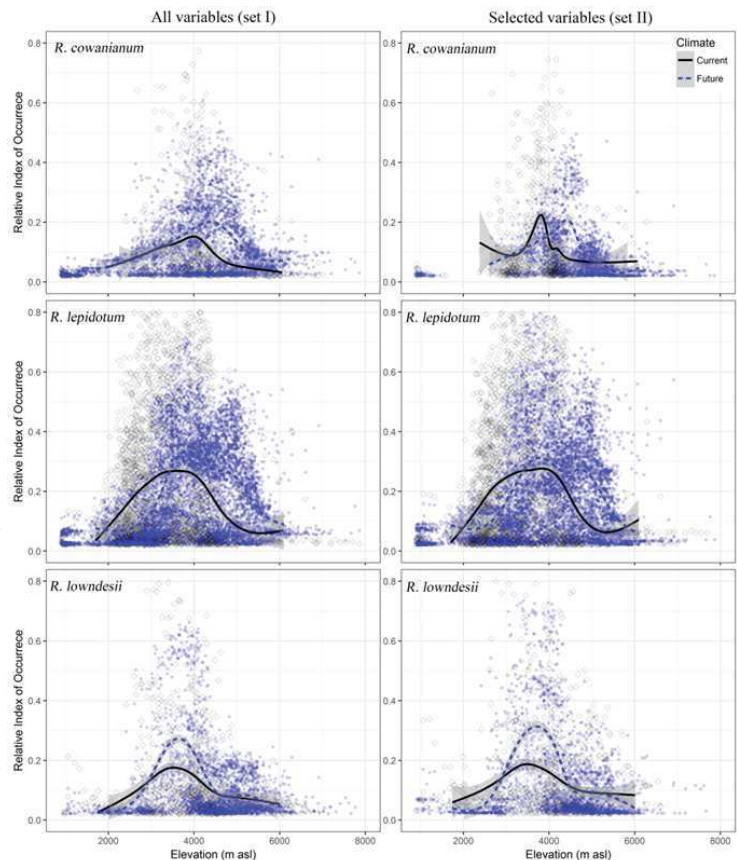 All variables (set I)
Selected variables (set II)
R. cowanianum
R. cowanianum
Climate
Current
Future
Relative Index of Occurrece
0.8
0.6
0.4
0.2
0.0
R. lepidotum
R. lepidotum
Relative Index of Occurrece
0.8
0.6
0.4
0.2
0.0
R. lowndesii
R. lowndesii
Relative Index of Occurrece
0.8
0.6
0.4
0.2
0.0
2000 4000 6000 8000
2000 4000 6000 8000
Elevation (m asl)
Elevation (m asl)